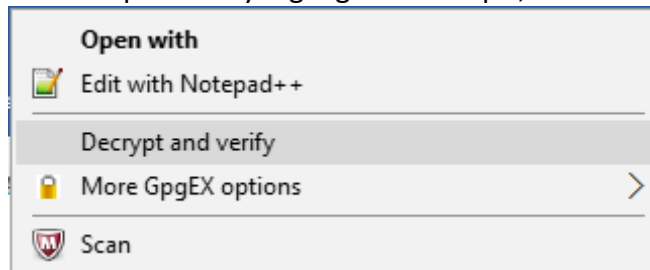 Open with
Edit with Notepad++
Decrypt and verify
More GpgEX options
Scan